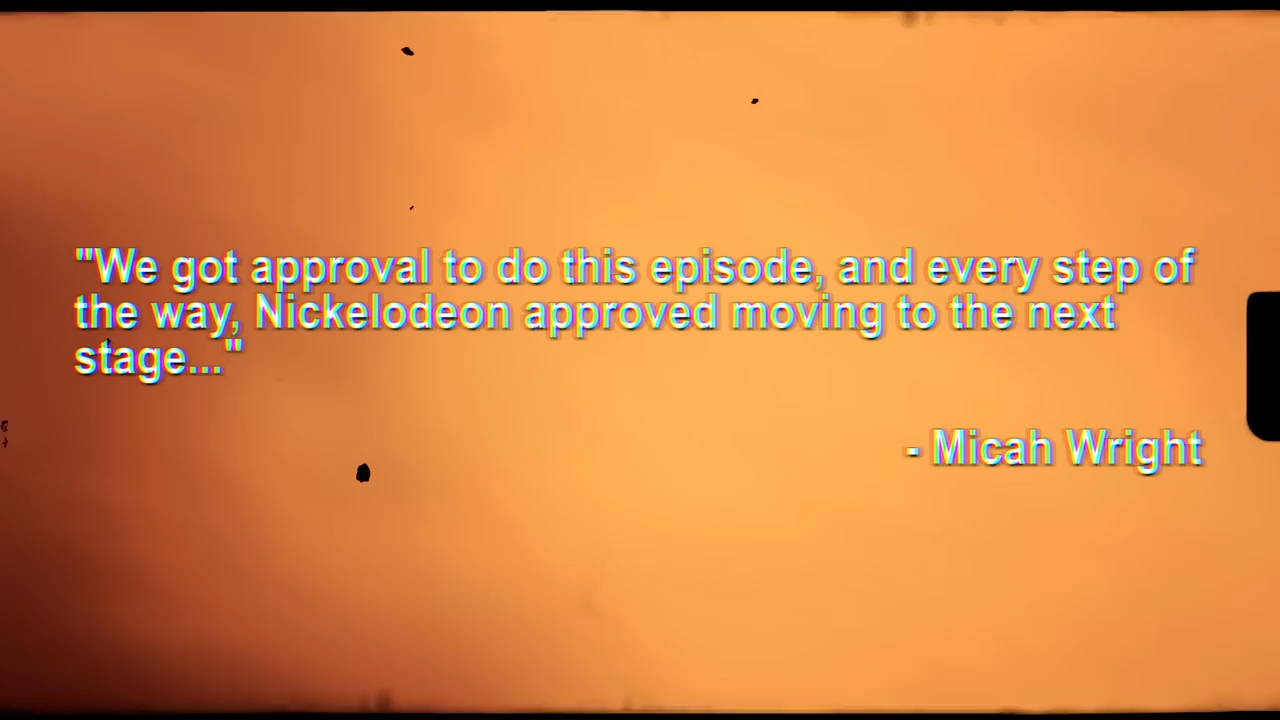 "We got approval to do this episode, and every step of
the way, Nickelodeon approved moving to the next
stage..."
- Micah Wright